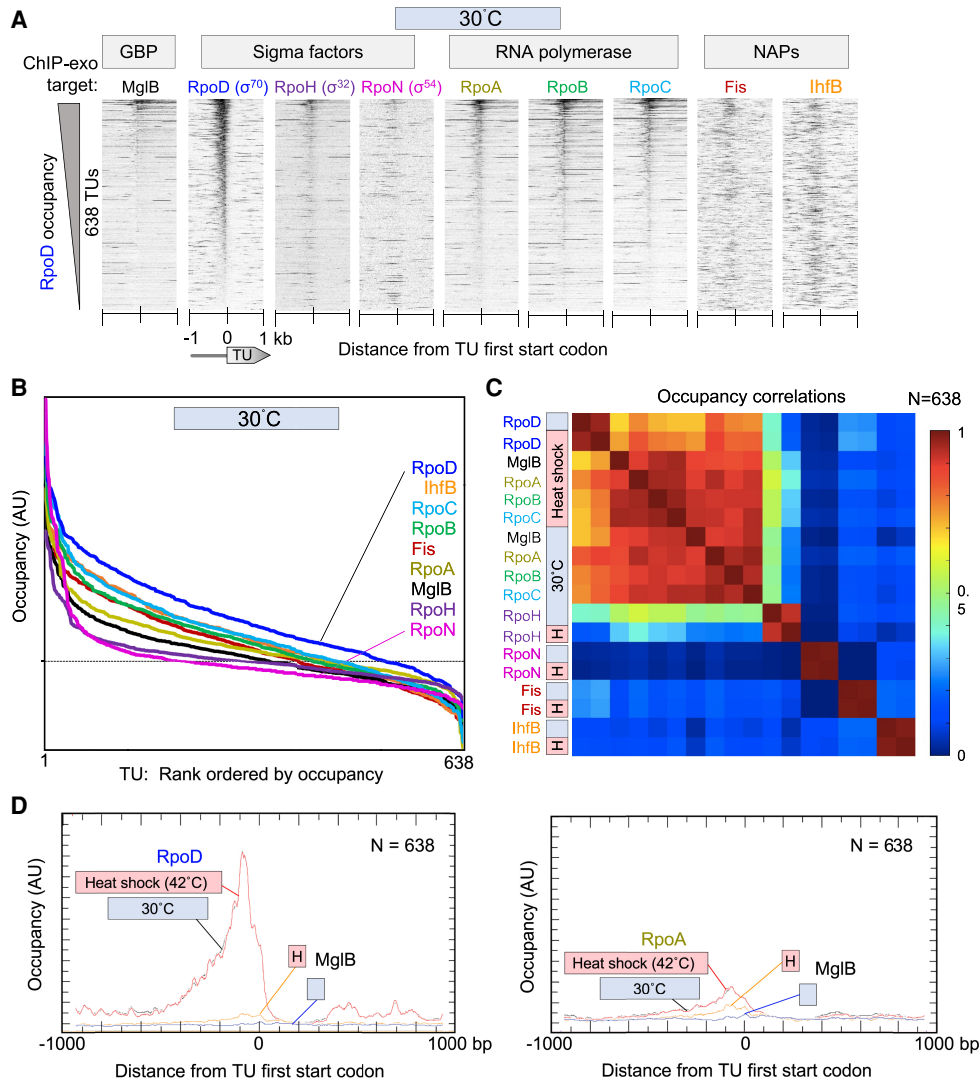 A
30˚C
GBP Sigma factors RNA polymerase NAPs
ChIP-exo
target: MglB RpoD (σ70) RpoH (σ32) RpoN (σ54) RpoA RpoB RpoC Fis IhfB
RpoD occupancy
638 TUs
-1 0 1 kb
TU
Distance from TU first start codon
B
30˚C
Occupancy (AU)
RpoD
IhfB
RpoC
RpoB
Fis
RpoA
MglB
RpoH
RpoN
1 638
TU: Rank ordered by occupancy
C
Occupancy correlations N=638
RpoD
RpoD
MglB
RpoA
RpoB
RpoC
MglB
RpoA
RpoB
RpoC
RpoH
RpoH H
RpoN
RpoN H
Fis
Fis H
IhfB
IhfB H
Heat shock
30˚C
1
0.
5
0
D
N = 638
RpoD
Heat shock (42˚C)
30˚C
H
MglB
Occupancy (AU)
-1000 0 1000 bp
Distance from TU first start codon
N = 638
RpoA
Heat shock (42˚C)
30˚C
H
MglB
Occupancy (AU)
-1000 0 1000 bp
Distance from TU first start codon